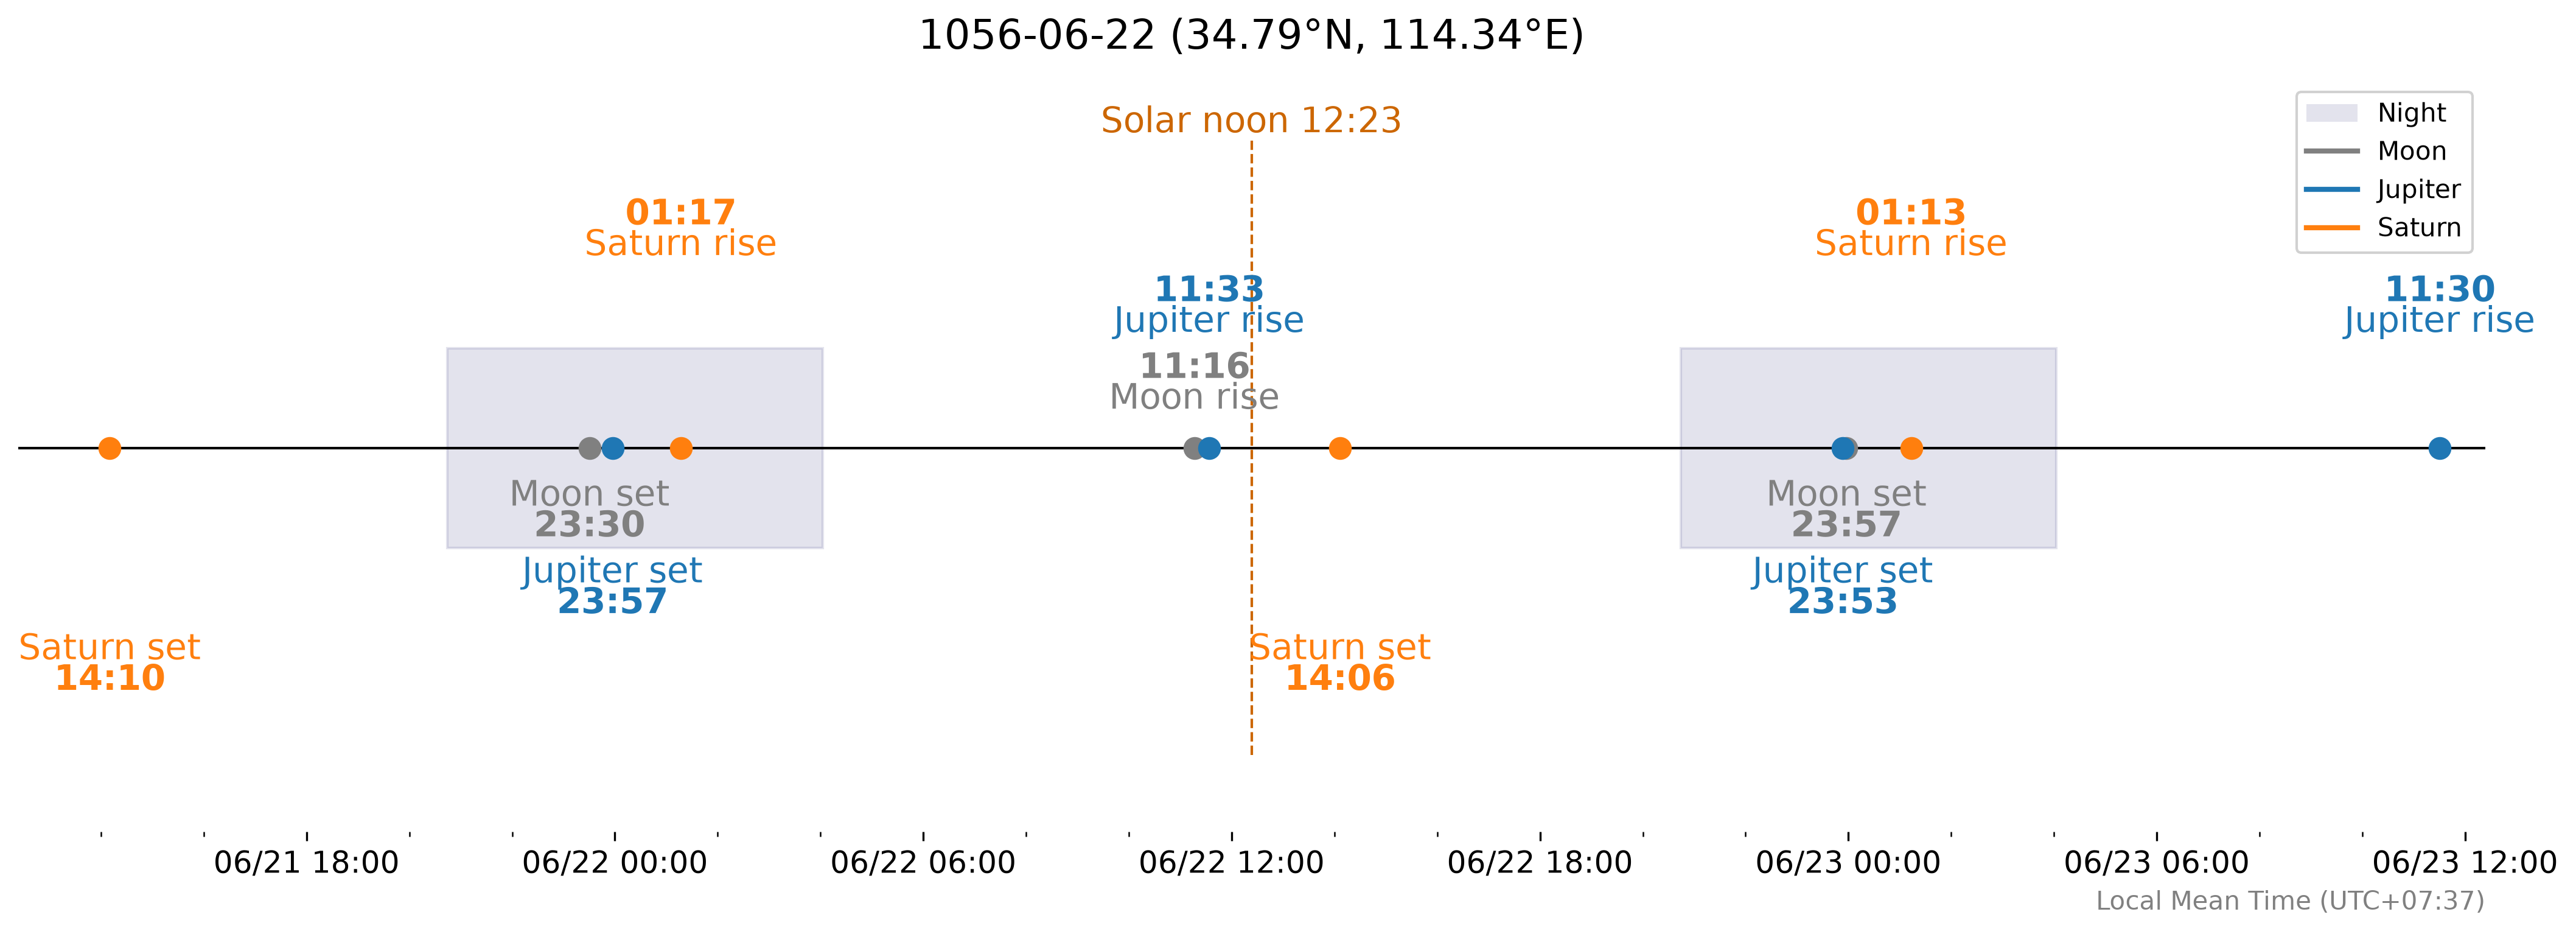 1056-06-22 (34.79°N, 114.34°E)
Solar noon 12:23
Night
Moon
Jupiter
Saturn
01:17
Saturn rise
01:13
Saturn rise
11:33
Jupiter rise
11:30
Jupiter rise
11:16
Moon rise
Moon set
23:30
Moon set
23:57
Jupiter set
23:57
Jupiter set
23:53
Saturn set
14:10
Saturn set
14:06
06/21 18:00
06/22 00:00
06/22 06:00
06/22 12:00
06/22 18:00
06/23 00:00
06/23 06:00
06/23 12:00
Local Mean Time (UTC+07:37)